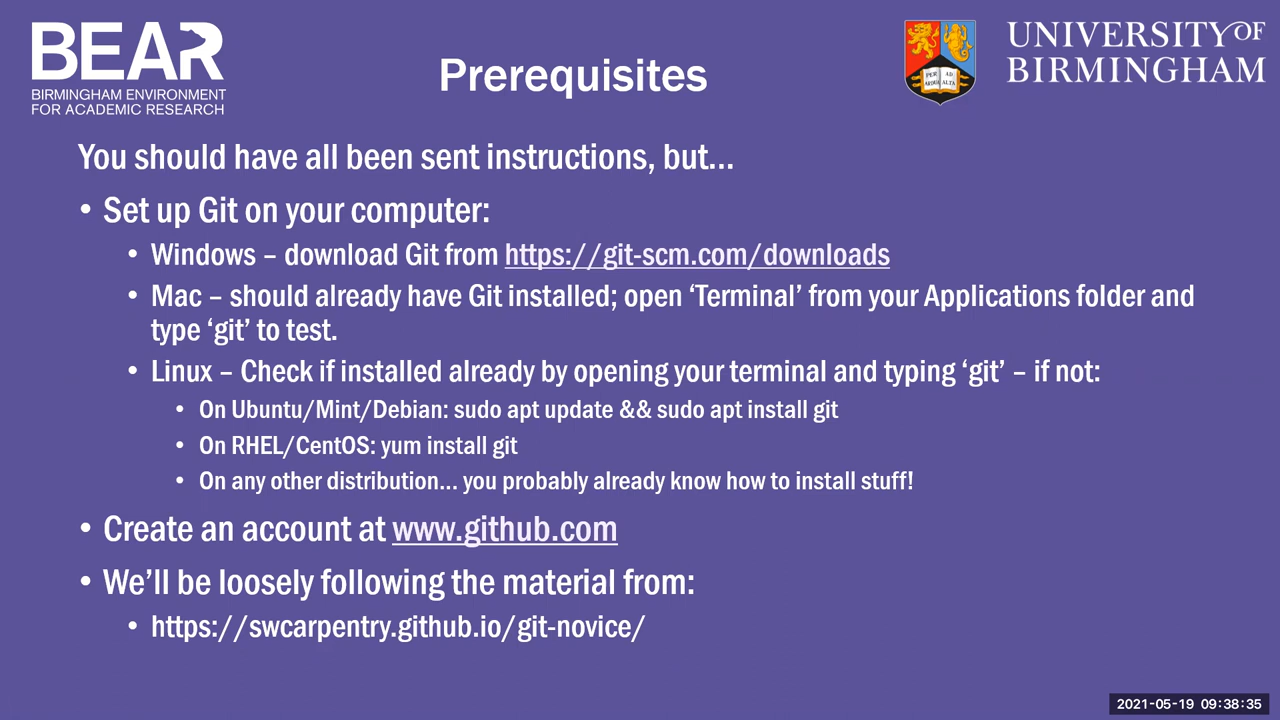 BEAR
BIRMINGHAM ENVIRONMENT
FOR ACADEMIC RESEARCH
Prerequisites
PER AD
ARDUA ALTA
UNIVERSITY OF
BIRMINGHAM
You should have all been sent instructions, but...
• Set up Git on your computer:
• Windows – download Git from https://git-scm.com/downloads
• Mac – should already have Git installed; open ‘Terminal’ from your Applications folder and
type ‘git’ to test.
• Linux – Check if installed already by opening your terminal and typing ‘git’ – if not:
• On Ubuntu/Mint/Debian: sudo apt update && sudo apt install git
• On RHEL/CentOS: yum install git
• On any other distribution... you probably already know how to install stuff!
• Create an account at www.github.com
• We’ll be loosely following the material from:
• https://swcarpentry.github.io/git-novice/
2021-05-19 09:38:35